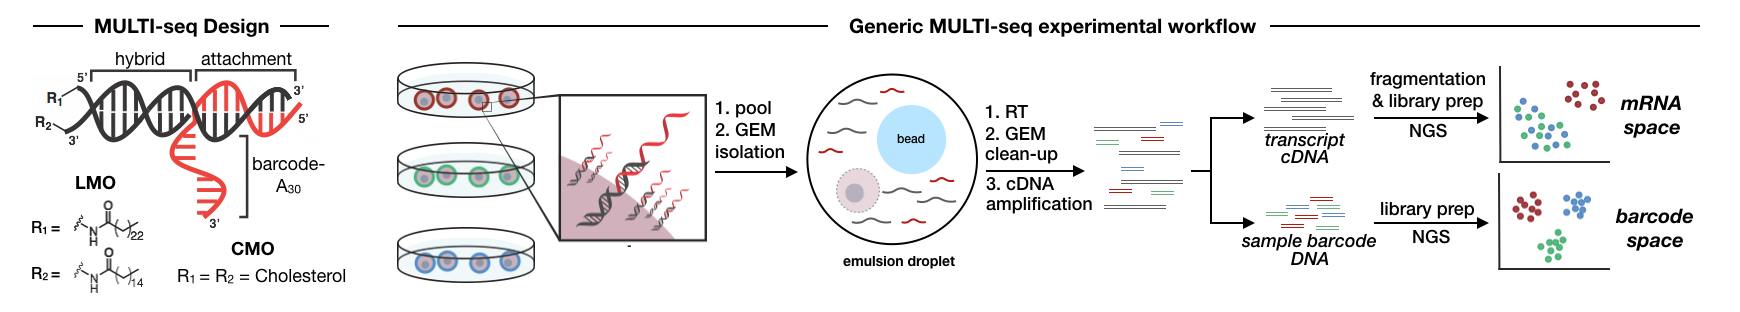 MULTI-seq Design
hybrid
attachment
5’
R1
R2
3’
3’
5’
barcode-
A30
3’
LMO
R1 =
O
N
H
22
R2 =
O
N
H
14
CMO
R1 = R2 = Cholesterol
Generic MULTI-seq experimental workflow
1. pool
2. GEM
isolation
bead
emulsion droplet
1. RT
2. GEM
clean-up
3. cDNA
amplification
transcript
cDNA
fragmentation
& library prep
NGS
mRNA
space
sample barcode
DNA
library prep
NGS
barcode
space